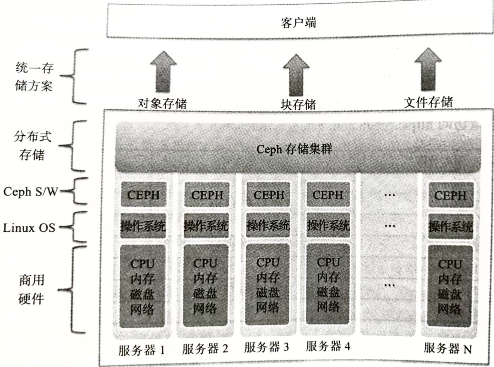 客户端
统一存
储方案
对象存储 块存储 文件存储
分布式
存储
Ceph 存储集群
Ceph S/W
CEPH CEPH CEPH CEPH ... CEPH
Linux OS
操作系统 操作系统 操作系统 操作系统 操作系统
商用
硬件
CPU CPU CPU CPU CPU
内存 内存 内存 内存 内存
磁盘 磁盘 磁盘 磁盘 ... 磁盘
网络 网络 网络 网络 网络
服务器 1 服务器 2 服务器 3 服务器 4 服务器 N